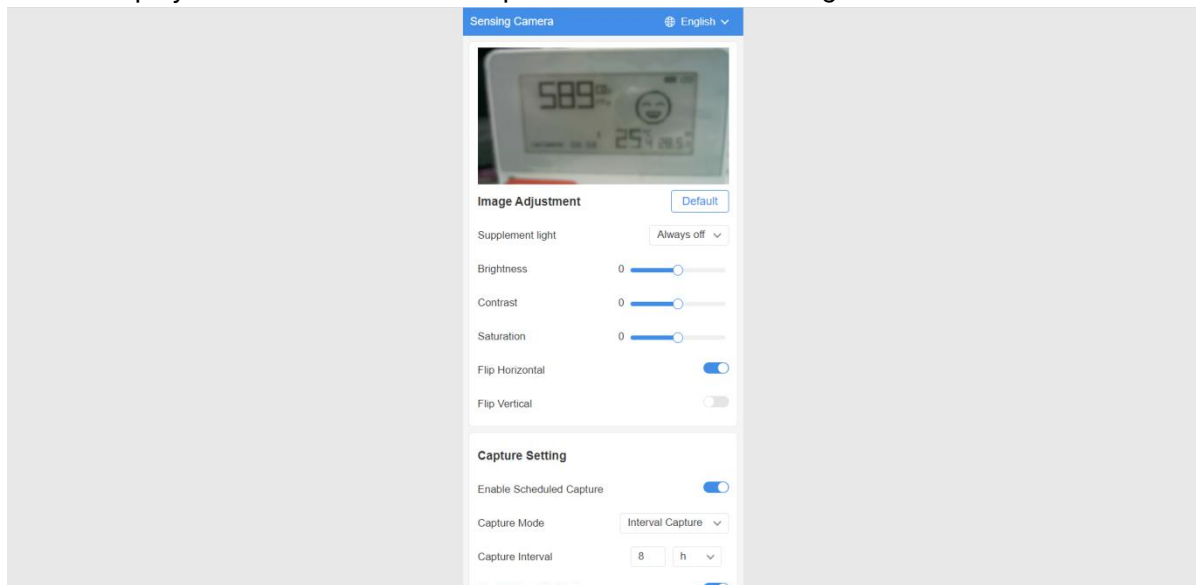 Sensing Camera English
589
25 28.5
Image Adjustment Default
Supplement light Always off
Brightness 0
Contrast 0
Saturation 0
Flip Horizontal
Flip Vertical
Capture Setting
Enable Scheduled Capture
Capture Mode Interval Capture
Capture Interval 8 h